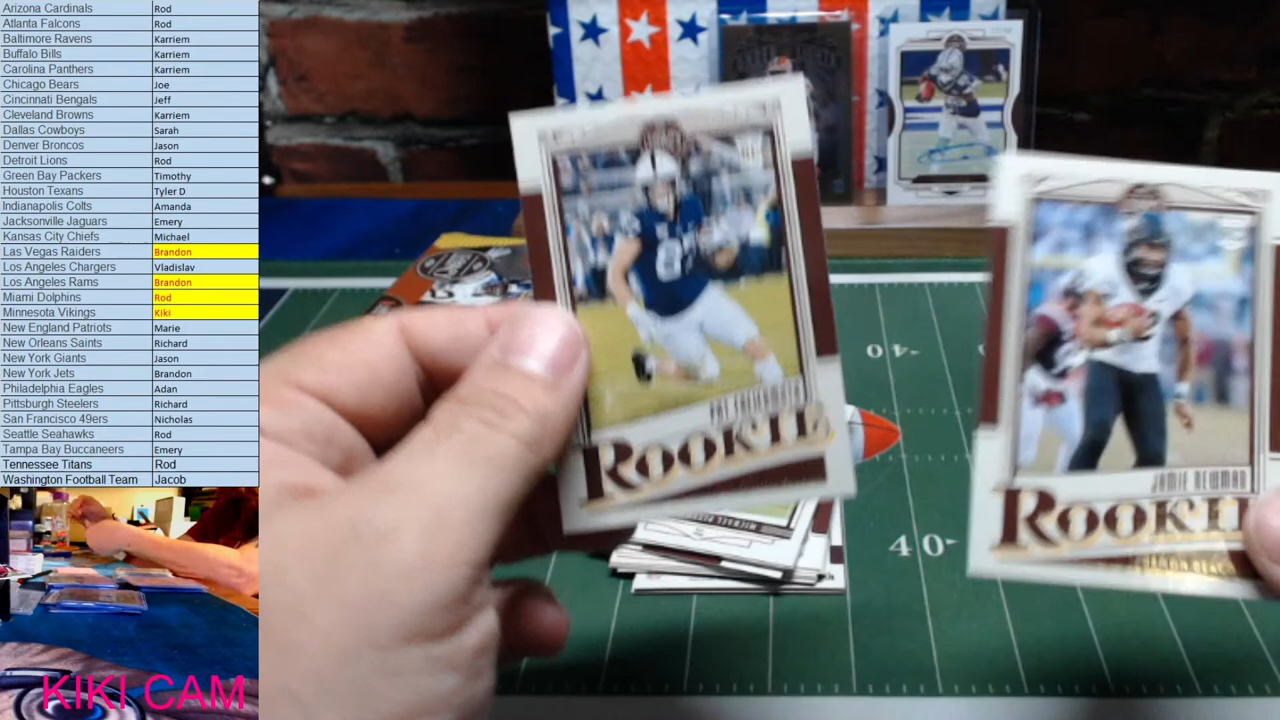 Arizona Cardinals Rod
Atlanta Falcons Rod
Baltimore Ravens Karriem
Buffalo Bills Karriem
Carolina Panthers Karriem
Chicago Bears Joe
Cincinnati Bengals Jeff
Cleveland Browns Karriem
Dallas Cowboys Sarah
Denver Broncos Jason
Detroit Lions Rod
Green Bay Packers Timothy
Houston Texans Tyler D
Indianapolis Colts Amanda
Jacksonville Jaguars Emery
Kansas City Chiefs Michael
Las Vegas Raiders Brandon
Los Angeles Chargers Vladislav
Los Angeles Rams Brandon
Miami Dolphins Rod
Minnesota Vikings Kiki
New England Patriots Marie
New Orleans Saints Richard
New York Giants Jason
New York Jets Brandon
Philadelphia Eagles Adan
Pittsburgh Steelers Richard
San Francisco 49ers Nicholas
Seattle Seahawks Rod
Tampa Bay Buccaneers Emery
Tennessee Titans Rod
Washington Football Team Jacob
KIKI CAM
ROOKIE
JAMIE NEWMAN
ROOKIE
40